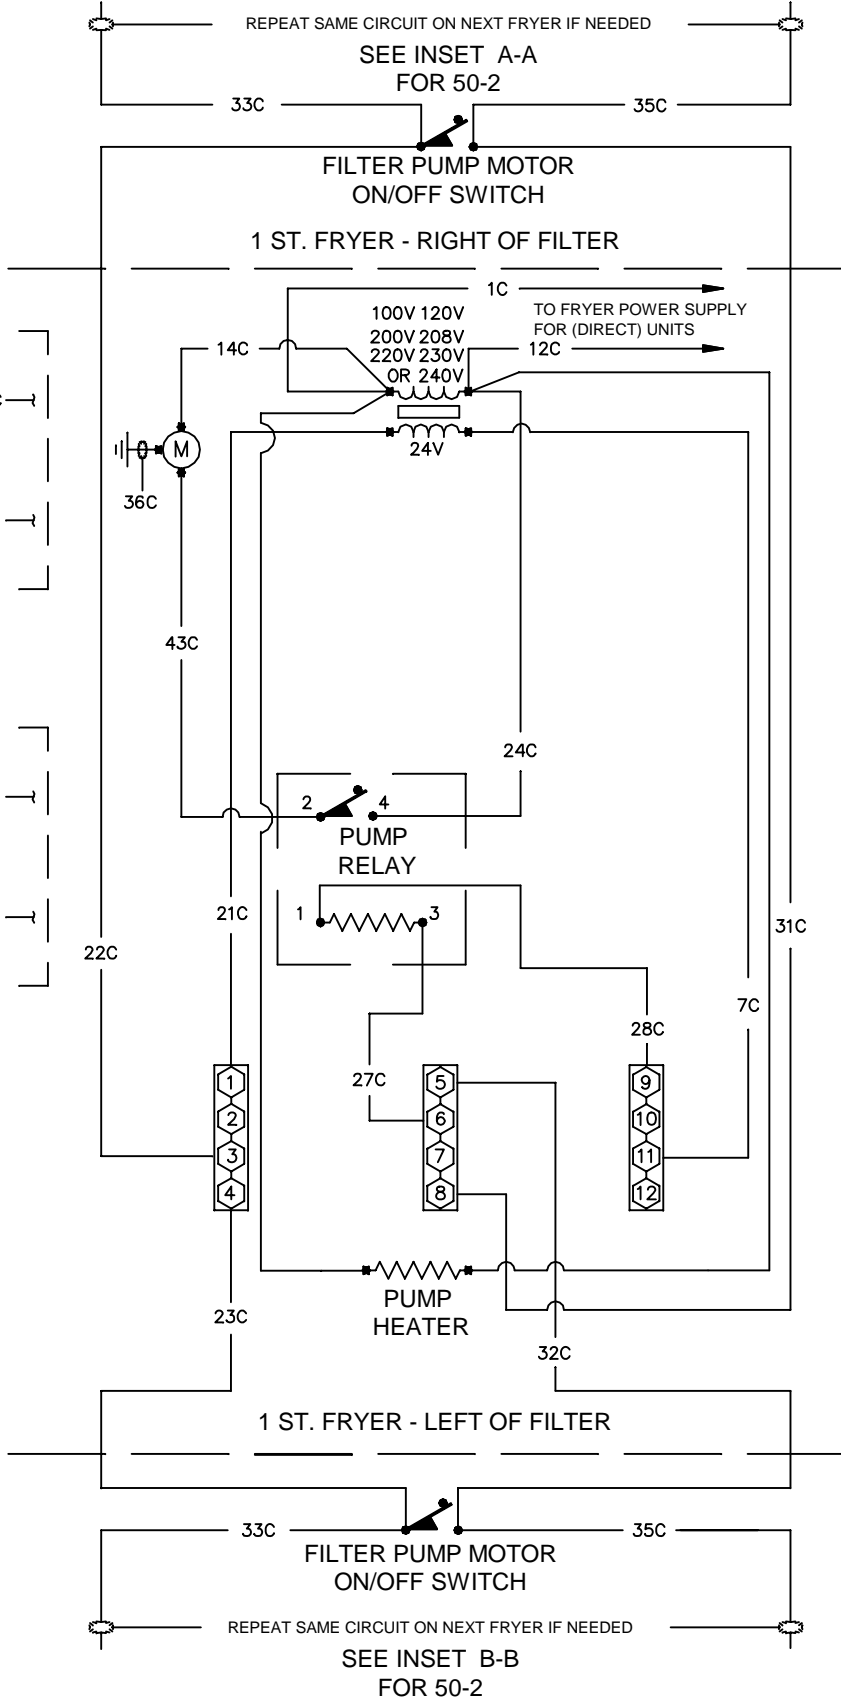 REPEAT SAME CIRCUIT ON NEXT FRYER IF NEEDED
SEE INSET A-A
FOR 50-2
33C
35C
FILTER PUMP MOTOR
ON/OFF SWITCH
1 ST. FRYER - RIGHT OF FILTER
1C
100V 120V
200V 208V
220V 230V
OR 240V
TO FRYER POWER SUPPLY
FOR (DIRECT) UNITS
14C
12C
24V
M
36C
43C
24C
2
4
PUMP
RELAY
1
3
21C
31C
22C
7C
28C
27C
1
2
3
4
5
6
7
8
9
10
11
12
PUMP
HEATER
23C
32C
1 ST. FRYER - LEFT OF FILTER
33C
35C
FILTER PUMP MOTOR
ON/OFF SWITCH
REPEAT SAME CIRCUIT ON NEXT FRYER IF NEEDED
SEE INSET B-B
FOR 50-2